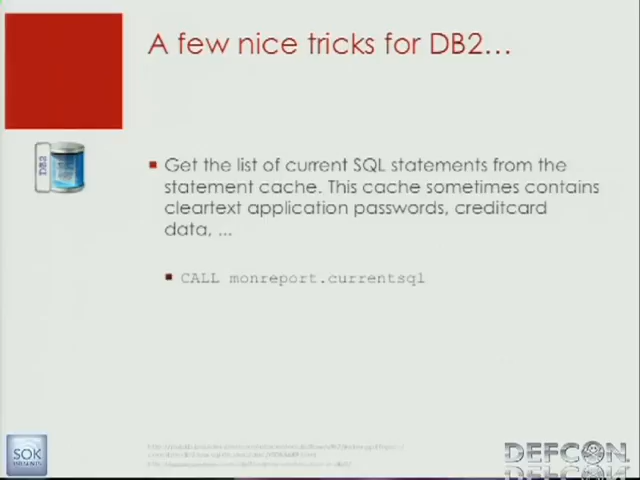 A few nice tricks for DB2...
DB2
Get the list of current SQL statements from the
statement cache. This cache sometimes contains
cleartext application passwords, creditcard
data, ...
CALL monreport.currentsql
SOK
DEFCON